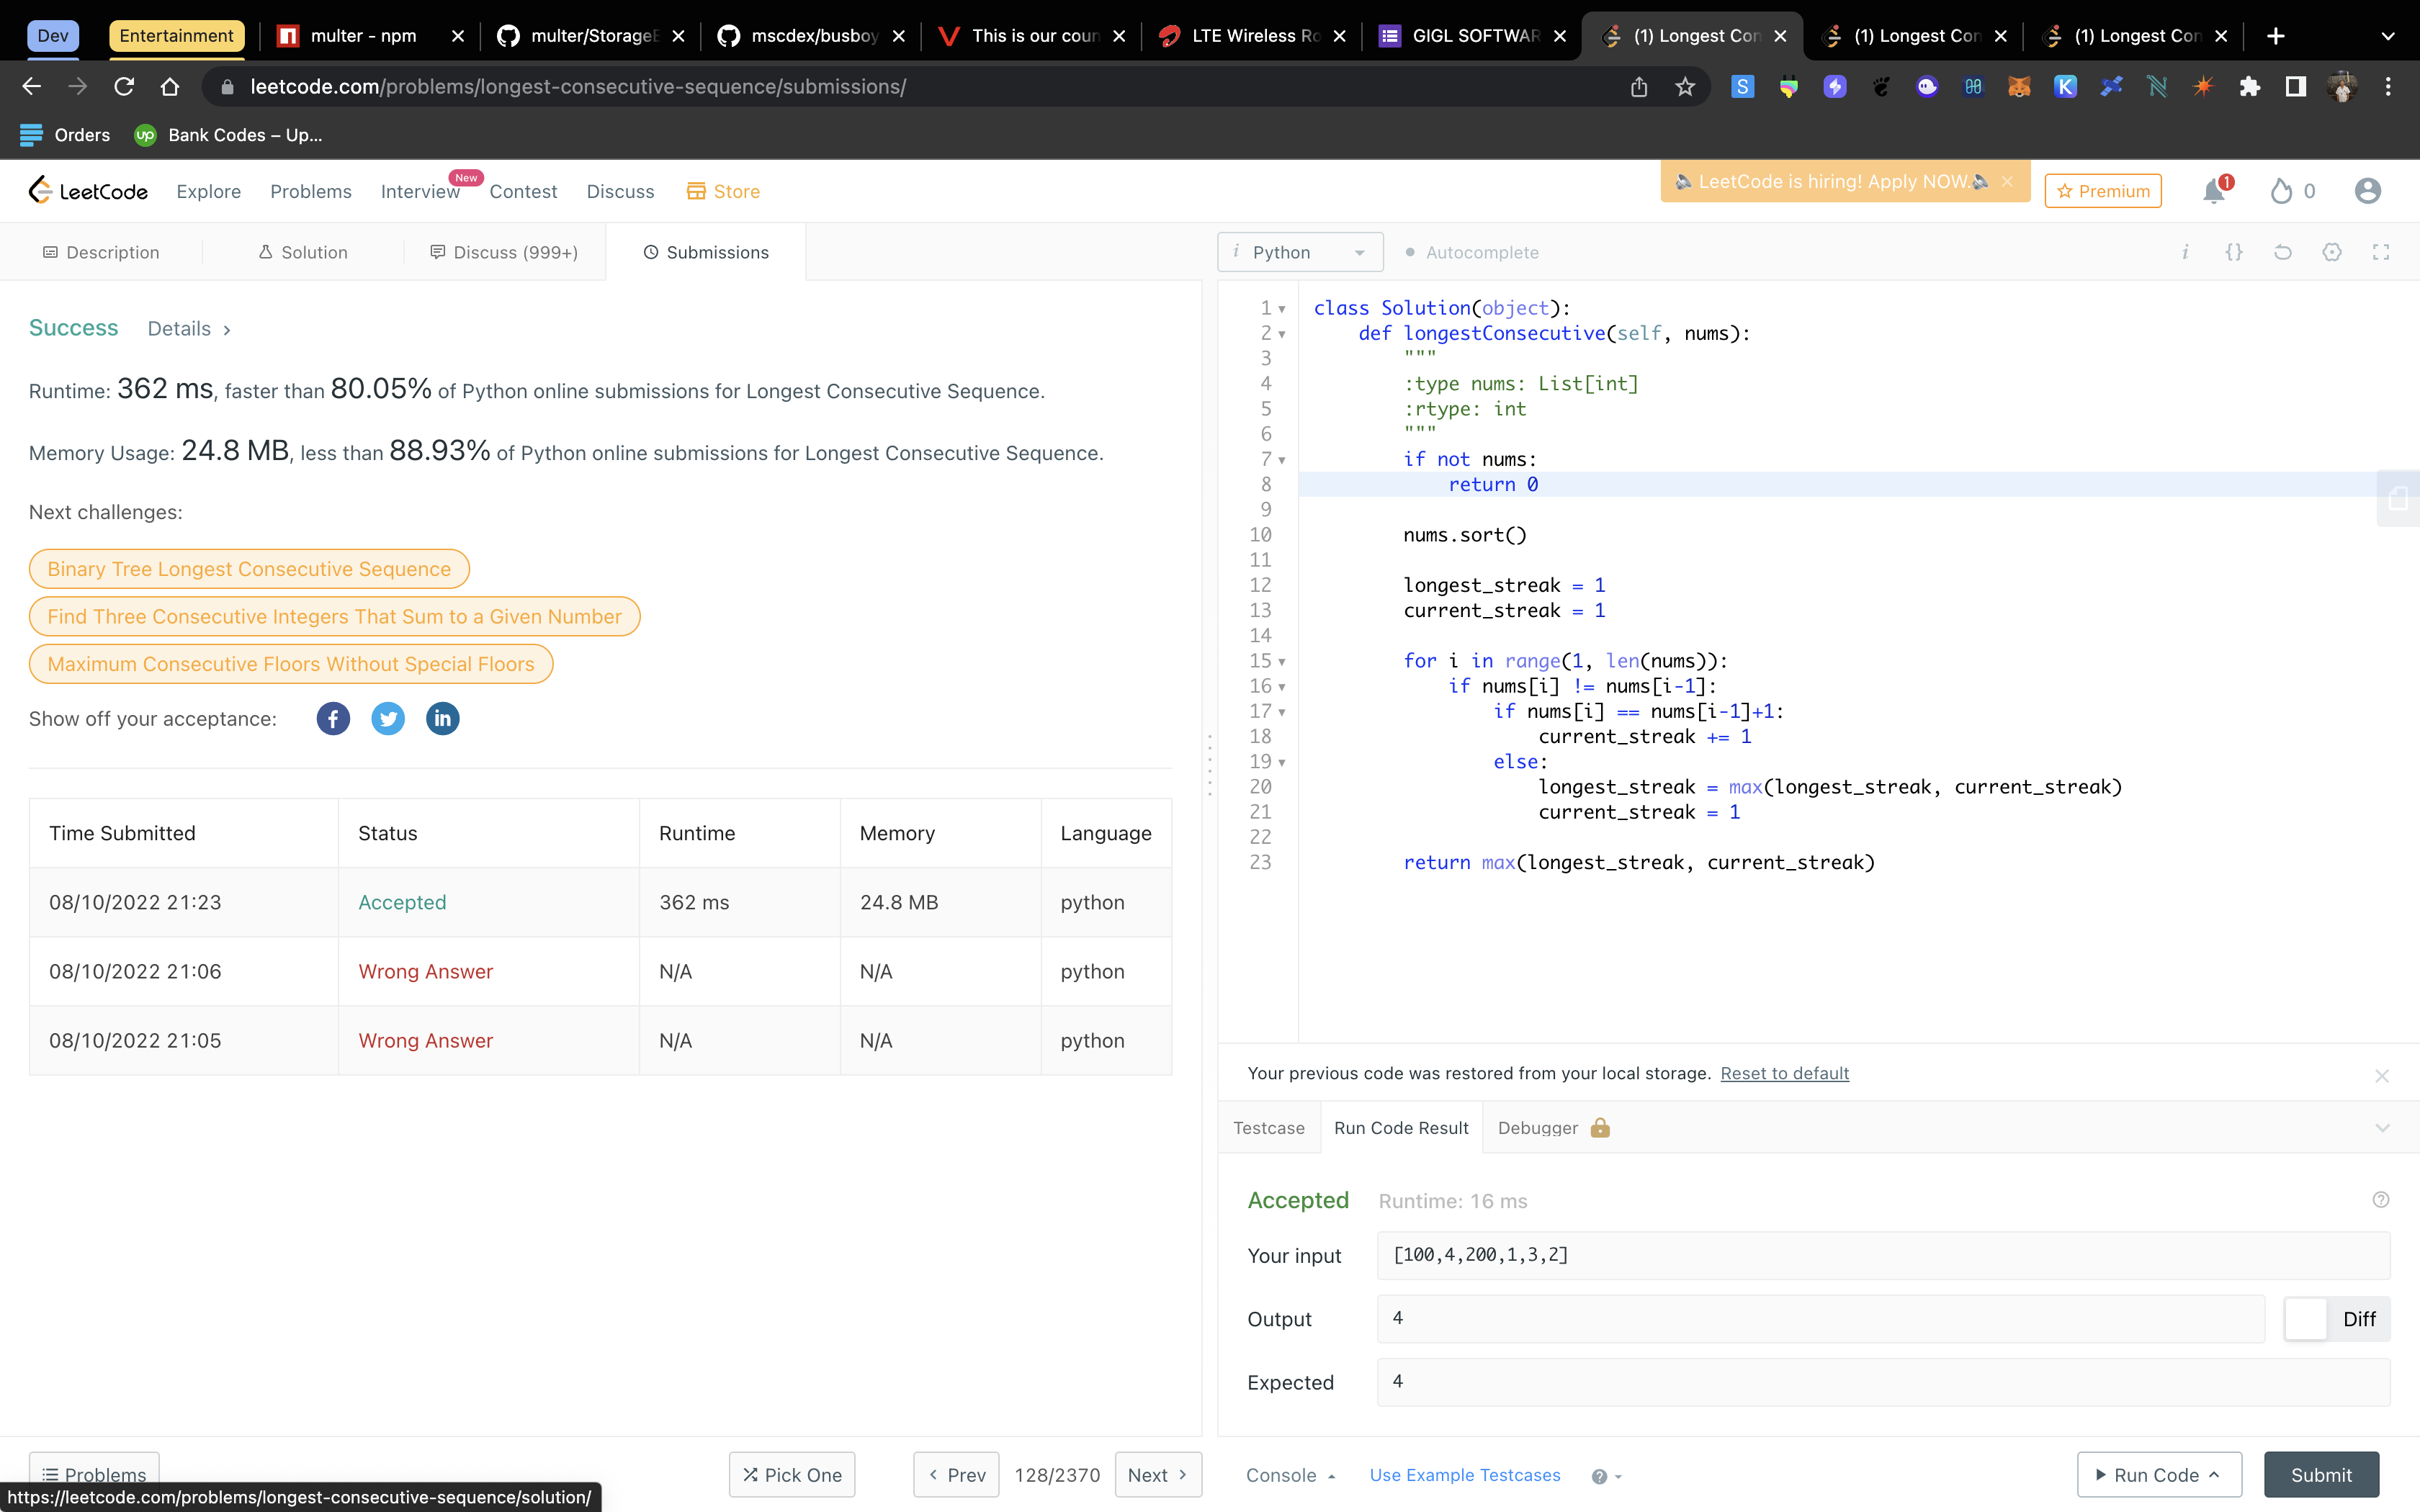 Dev
Entertainment
multer - npm
multer/StorageE
mscdex/busboy
This is our coun
LTE Wireless Ro
GIGL SOFTWAR
(1) Longest Con
(1) Longest Con
(1) Longest Con
leetcode.com/problems/longest-consecutive-sequence/submissions/
Orders
up
Bank Codes – Up...
LeetCode
Explore
Problems
Interview
New
Contest
Discuss
Store
LeetCode is hiring! Apply NOW.
Premium
1
0
Description
Solution
Discuss (999+)
Submissions
i Python
Autocomplete
Success Details
Runtime: 362 ms, faster than 80.05% of Python online submissions for Longest Consecutive Sequence.
Memory Usage: 24.8 MB, less than 88.93% of Python online submissions for Longest Consecutive Sequence.
Next challenges:
Binary Tree Longest Consecutive Sequence
Find Three Consecutive Integers That Sum to a Given Number
Maximum Consecutive Floors Without Special Floors
Show off your acceptance:
Time Submitted Status Runtime Memory Language
08/10/2022 21:23 Accepted 362 ms 24.8 MB python
08/10/2022 21:06 Wrong Answer N/A N/A python
08/10/2022 21:05 Wrong Answer N/A N/A python
1 class Solution(object):
2 def longestConsecutive(self, nums):
3 """
4 :type nums: List[int]
5 :rtype: int
6 """
7 if not nums:
8 return 0
9
10 nums.sort()
11
12 longest_streak = 1
13 current_streak = 1
14
15 for i in range(1, len(nums)):
16 if nums[i] != nums[i-1]:
17 if nums[i] == nums[i-1]+1:
18 current_streak += 1
19 else:
20 longest_streak = max(longest_streak, current_streak)
21 current_streak = 1
22
23 return max(longest_streak, current_streak)
Your previous code was restored from your local storage. Reset to default
Testcase
Run Code Result
Debugger
Accepted Runtime: 16 ms
Your input [100,4,200,1,3,2]
Output 4
Diff
Expected 4
Problems
Pick One
Prev
128/2370
Next
Console
Use Example Testcases
Run Code
Submit
https://leetcode.com/problems/longest-consecutive-sequence/solution/